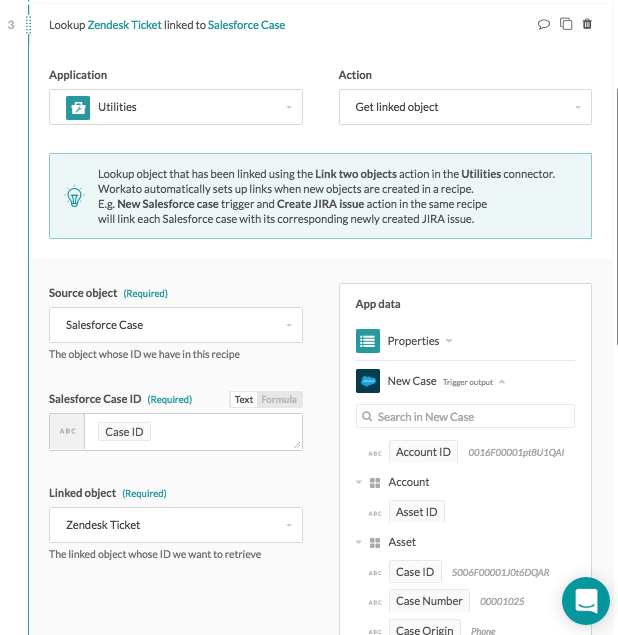 3
Lookup Zendesk Ticket linked to Salesforce Case
Application
Action
Utilities
Get linked object
Lookup object that has been linked using the Link two objects action in the Utilities connector.
Workato automatically sets up links when new objects are created in a recipe.
E.g. New Salesforce case trigger and Create JIRA issue action in the same recipe
will link each Salesforce case with its corresponding newly created JIRA issue.
Source object (Required)
Salesforce Case
The object whose ID we have in this recipe
Salesforce Case ID (Required)
Text Formula
ABC Case ID
Linked object (Required)
Zendesk Ticket
The linked object whose ID we want to retrieve
App data
Properties
New Case Trigger output
Search in New Case
ABC Account ID 0016F00001pt8U1QAI
Account
ABC Asset ID
Asset
ABC Case ID 5006F00001J0t6DQAR
ABC Case Number 00001025
ABC Case Origin Phone